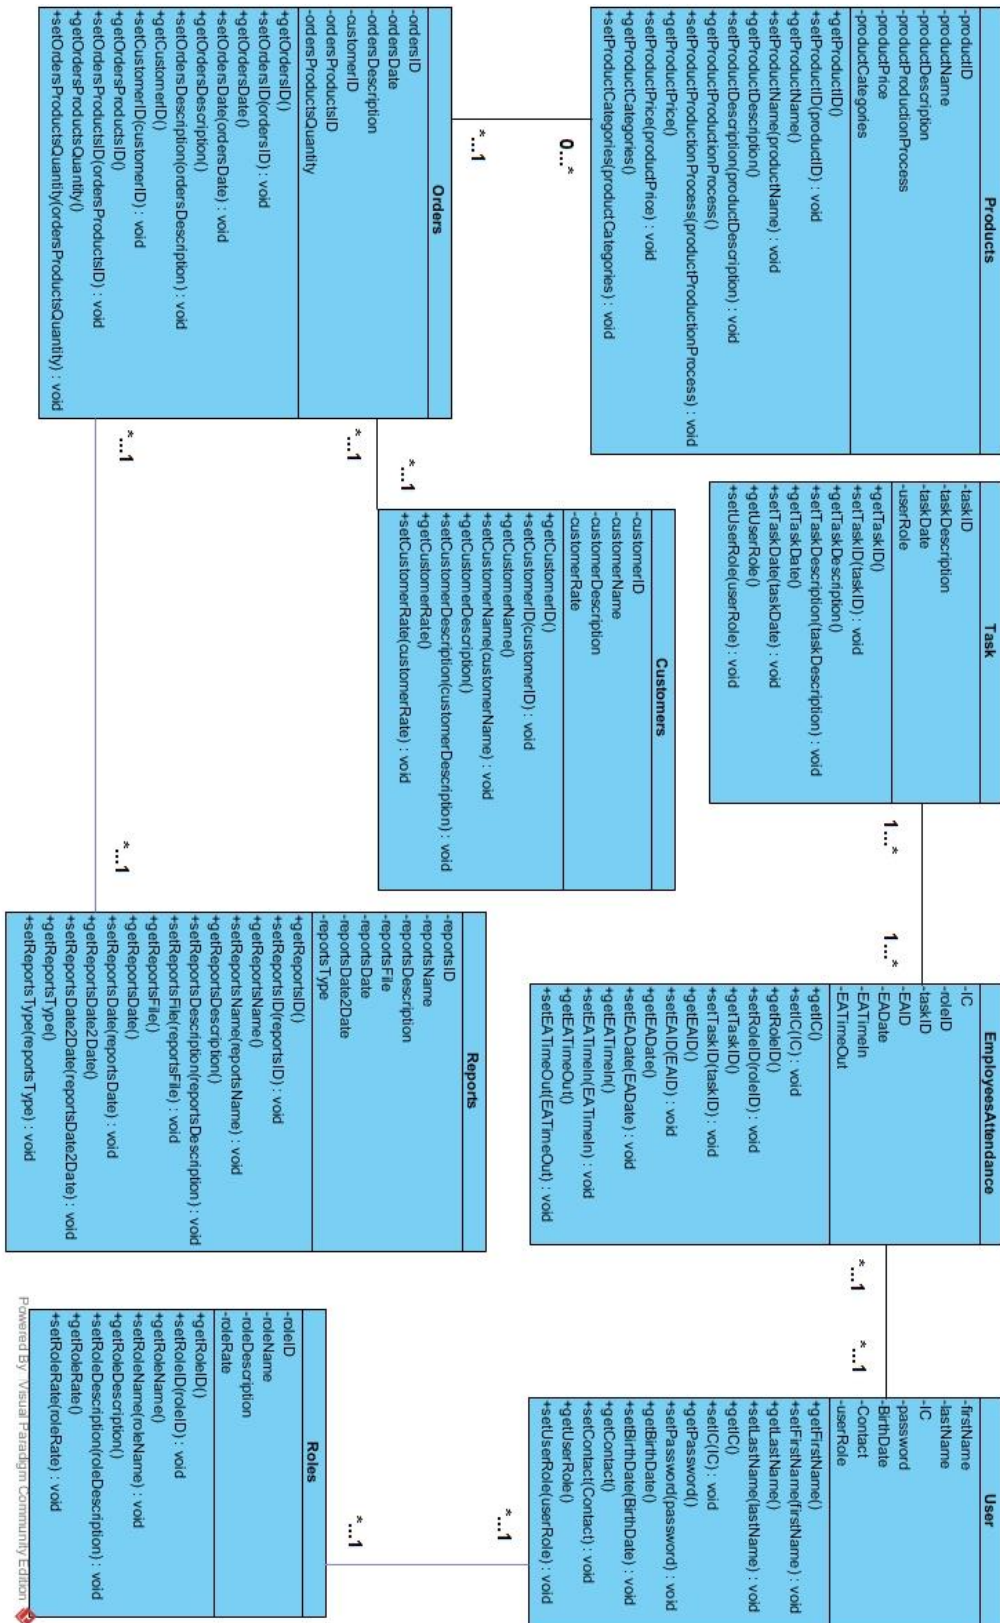 Products
-productID
-productName
-productDescription
-productProductionProcess
-productPrice
-productCategories
+getProductID()
+setProductID(productID) : void
+getProductName()
+setProductName(productName) : void
+getProductDescription()
+setProductDescription(productDescription) : void
+getProductProductionProcess()
+setProductProductionProcess(productProductionProcess) : void
+getProductPrice()
+setProductPrice(productPrice) : void
+getProductCategories()
+setProductCategories(productCategories) : void
Task
-taskID
-taskDescription
-taskDate
-userRole
+getTaskID()
+setTaskID(taskID) : void
+getTaskDescription()
+setTaskDescription(taskDescription) : void
+getTaskDate()
+setTaskDate(taskDate) : void
+getUserRole()
+setUserRole(userRole) : void
1...*
1...*
EmployeesAttendance
-IC
-roleID
-taskID
-EAID
-EADate
-EATimeIn
-EATimeOut
+getIC()
+setIC(IC) : void
+getRoleID()
+setRoleID(roleID) : void
+getTaskID()
+setTaskID(taskID) : void
+getEAID()
+setEAID(EAID) : void
+getEADate()
+setEADate(EADate) : void
+getEATimeIn()
+setEATimeIn(EATimeIn) : void
+getEATimeOut()
+setEATimeOut(EATimeOut) : void
*...1
*...1
User
-firstName
-lastName
-IC
-password
-BirthDate
-Contact
-userRole
+getFirstName()
+setFirstName(firstName) : void
+getLastName()
+setLastName(lastName) : void
+getIC()
+setIC(IC) : void
+getPassword()
+setPassword(password) : void
+getBirthDate()
+setBirthDate(BirthDate) : void
+getContact()
+setContact(Contact) : void
+getUserRole()
+setUserRole(userRole) : void
0...*
*...1
Orders
-ordersID
-ordersDate
-ordersDescription
-customerID
-ordersProductsID
-ordersProductsQuantity
+getOrdersID()
+setOrdersID(ordersID) : void
+getOrdersDate()
+setOrdersDate(ordersDate) : void
+getOrdersDescription()
+setOrdersDescription(ordersDescription) : void
+getCustomerID()
+setCustomerID(customerID) : void
+getOrdersProductsID()
+setOrdersProductsID(ordersProductsID) : void
+getOrdersProductsQuantity()
+setOrdersProductsQuantity(ordersProductsQuantity) : void
*...1
*...1
*...1
Customers
-customerID
-customerName
-customerDescription
-customerRate
+getCustomerID()
+setCustomerID(customerID) : void
+getCustomerName()
+setCustomerName(customerName) : void
+getCustomerDescription()
+setCustomerDescription(customerDescription) : void
+getCustomerRate()
+setCustomerRate(customerRate) : void
*...1
Reports
-reportsID
-reportsName
-reportsDescription
-reportsFile
-reportsDate
-reportsDate2Date
-reportsType
+getReportsID()
+setReportsID(reportsID) : void
+getReportsName()
+setReportsName(reportsName) : void
+getReportsDescription()
+setReportsDescription(reportsDescription) : void
+getReportsFile()
+setReportsFile(reportsFile) : void
+getReportsDate()
+setReportsDate(reportsDate) : void
+getReportsDate2Date()
+setReportsDate2Date(reportsDate2Date) : void
+getReportsType()
+setReportsType(reportsType) : void
*...1
*...1
Roles
-roleID
-roleName
-roleDescription
-roleRate
+getRoleID()
+setRoleID(roleID) : void
+getRoleName()
+setRoleName(roleName) : void
+getRoleDescription()
+setRoleDescription(roleDescription) : void
+getRoleRate()
+setRoleRate(roleRate) : void
Powered By Visual Paradigm Community Edition